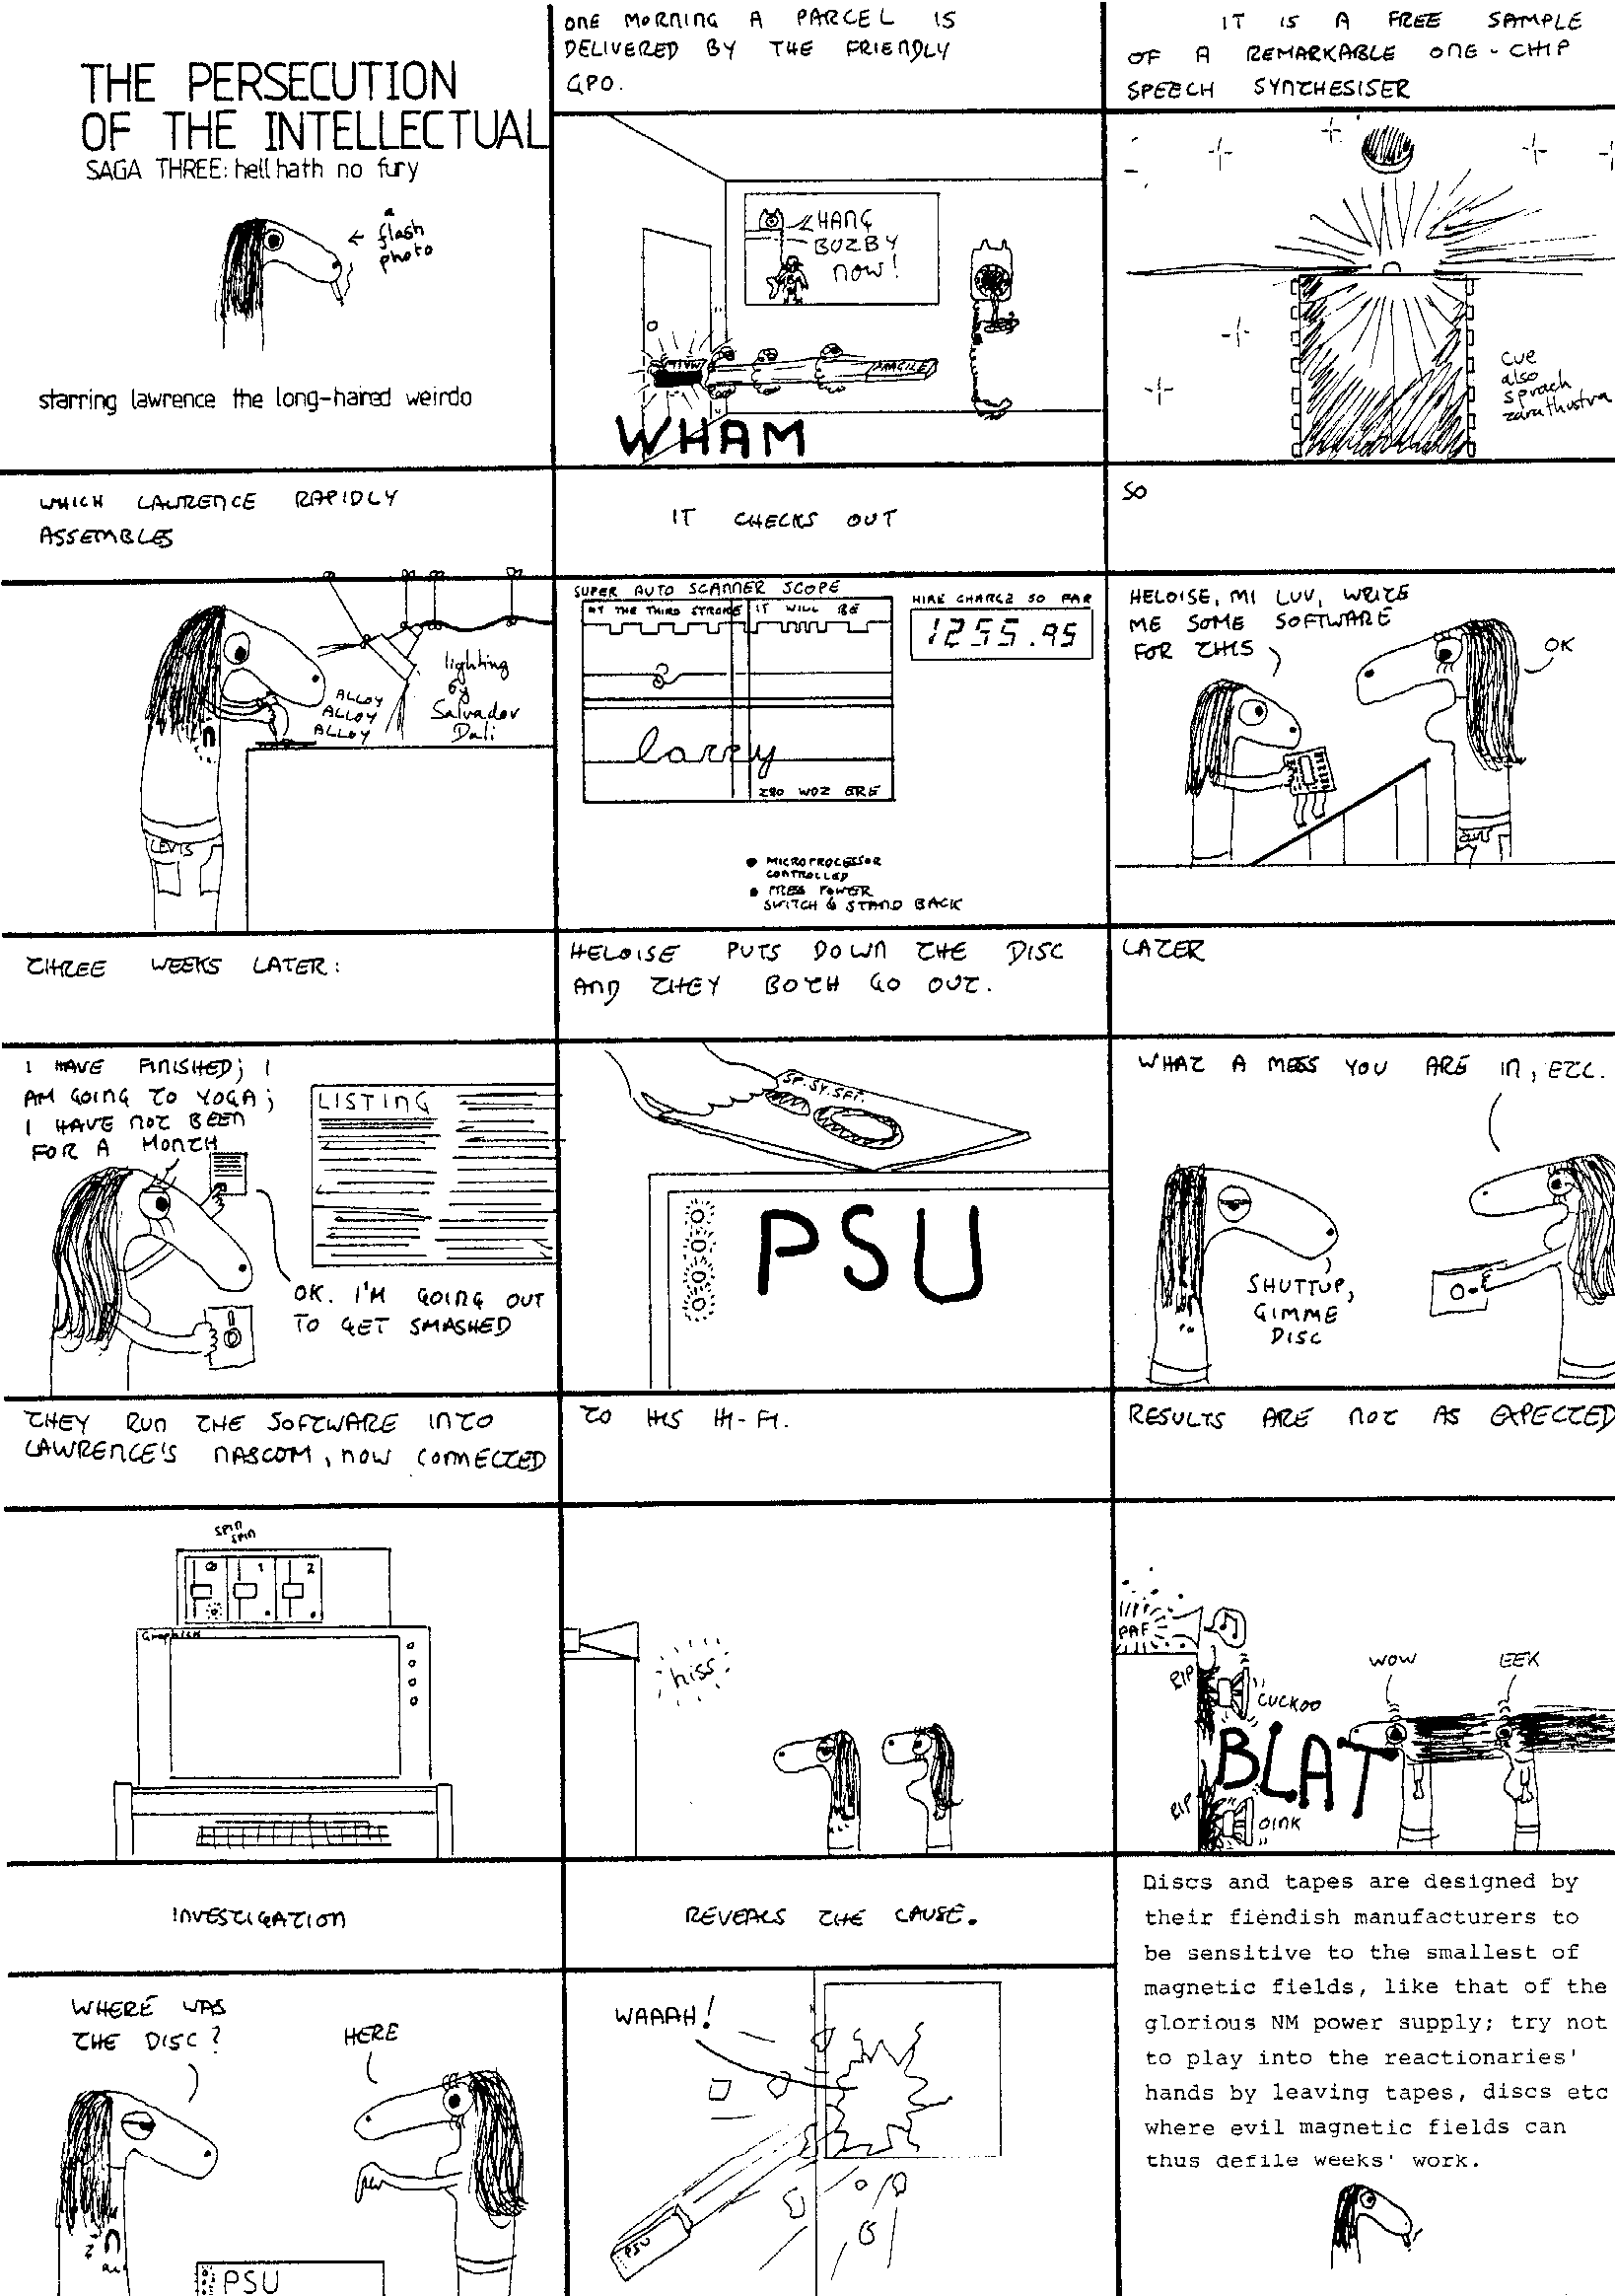 THE PERSECUTION
OF THE INTELLECTUAL
SAGA THREE: hell hath no fury
a
flash
photo
starring lawrence the long-haired weirdo
ONE MORNING A PARCEL IS
DELIVERED BY THE FRIENDLY
GPO.
HANG
BUZBY
NOW!
FRAGILE
WHAM
IT IS A FREE SAMPLE
OF A REMARKABLE ONE-CHIP
SPEECH SYNTHESISER
cue
also
sprach
zarathustra
WHICH LAWRENCE RAPIDLY
ASSEMBLES
ALLOY
ALLOY
ALLOY
lighting
by
Salvador
Dali
LEVIS
IT CHECKS OUT
SUPER AUTO SCANNER SCOPE
AT THE THIRD STROKE IT WILL BE
larry
Z80 WOZ ERE
HIRE CHARGE SO FAR
1255.95
MICROPROCESSOR
CONTROLLED
PRESS POWER
SWITCH & STAND BACK
SO
HELOISE, MI LUV, WRITE
ME SOME SOFTWARE
FOR THIS
OK
THREE WEEKS LATER:
I HAVE FINISHED; I
AM GOING TO YOGA;
I HAVE NOT BEEN
FOR A MONTH
LISTING
OK. I'M GOING OUT
TO GET SMASHED
HELOISE PUTS DOWN THE DISC
AND THEY BOTH GO OUT.
SP.SY.SFT.
PSU
LATER
WHAT A MESS YOU ARE IN, ETC.
SHUTTUP,
GIMME
DISC
THEY RUN THE SOFTWARE INTO
LAWRENCE'S NASCOM, NOW CONNECTED
SPIN
SPIN
0 1 2
TO HIS HI-FI.
hiss
RESULTS ARE NOT AS EXPECTED
PAF
RIP
CUCKOO
WOW
EEK
BLAT
RIP
OINK
INVESTIGATION
WHERE WAS
THE DISC?
HERE
PSU
REVEALS THE CAUSE.
WAAAH!
PSU
Discs and tapes are designed by
their fiendish manufacturers to
be sensitive to the smallest of
magnetic fields, like that of the
glorious NM power supply; try not
to play into the reactionaries'
hands by leaving tapes, discs etc
where evil magnetic fields can
thus defile weeks' work.